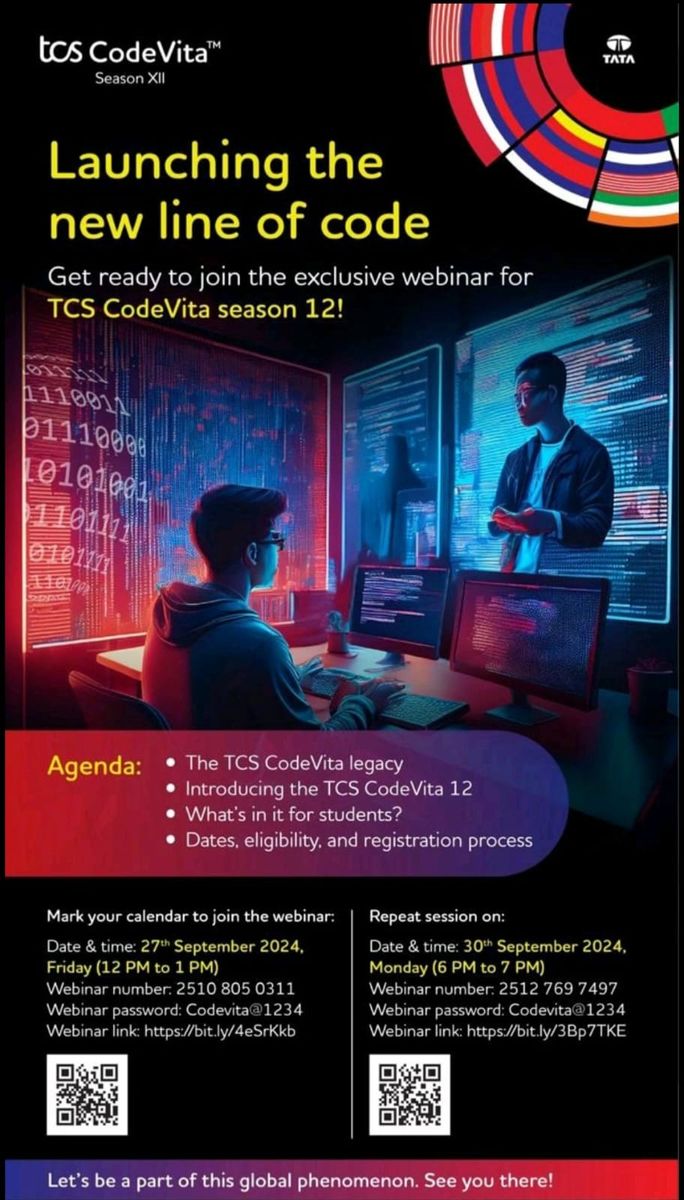 tcs CodeVita™
Season XII
TATA
Launching the
new line of code
Get ready to join the exclusive webinar for
TCS CodeVita season 12!
1110011
01110000
10101001
01101111
0101111
Agenda:
• The TCS CodeVita legacy
• Introducing the TCS CodeVita 12
• What's in it for students?
• Dates, eligibility, and registration process
Mark your calendar to join the webinar:
Date & time: 27th September 2024,
Friday (12 PM to 1 PM)
Webinar number: 2510 805 0311
Webinar password: Codevita@1234
Webinar link: https://bit.ly/4eSrKkb
Repeat session on:
Date & time: 30th September 2024,
Monday (6 PM to 7 PM)
Webinar number: 2512 769 7497
Webinar password: Codevita@1234
Webinar link: https://bit.ly/3Bp7TKE
Let's be a part of this global phenomenon. See you there!